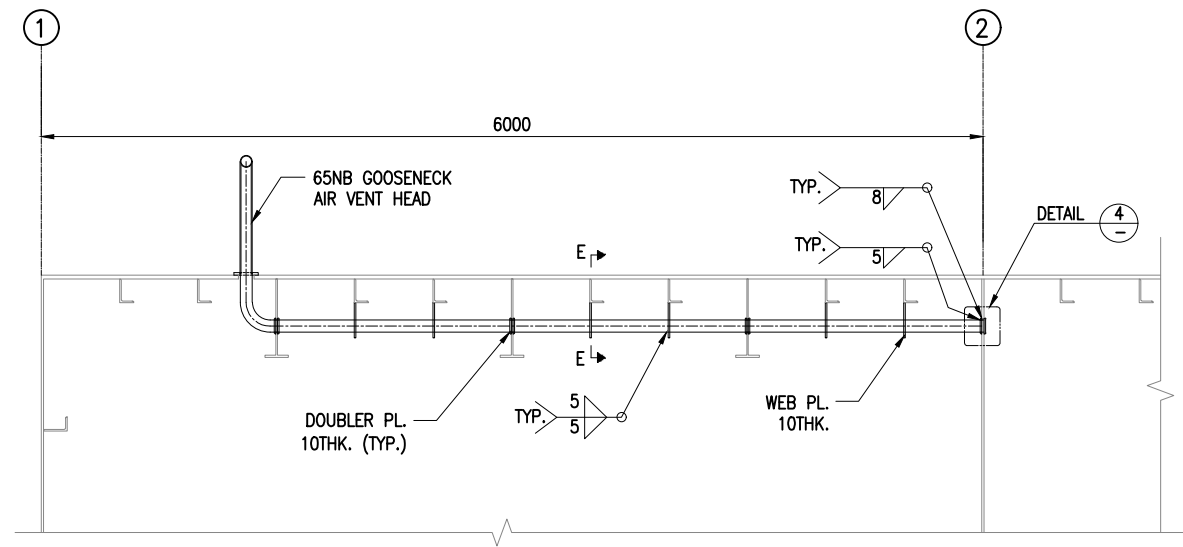 1
2
6000
65NB GOOSENECK
AIR VENT HEAD
TYP.
8
TYP.
5
DETAIL
4
–
E
E
DOUBLER PL.
10THK. (TYP.)
TYP.
5
5
WEB PL.
10THK.